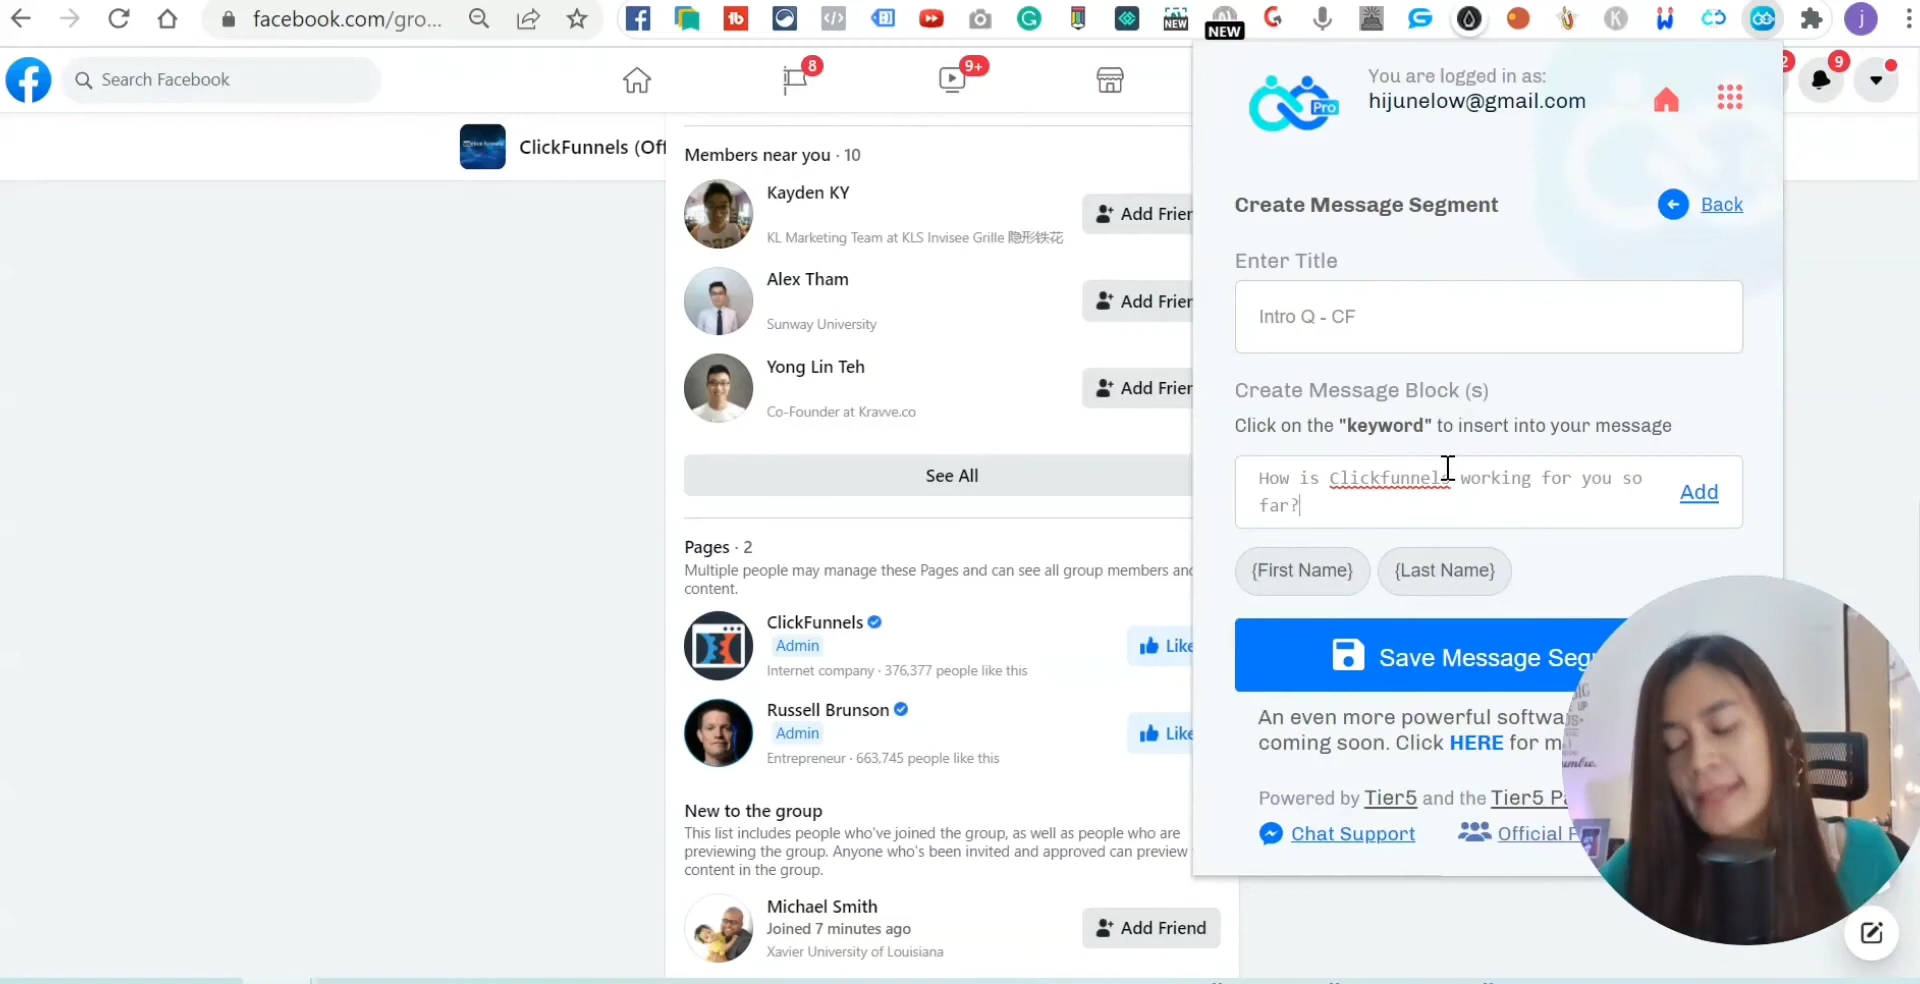 facebook.com/gro...
NEW
NEW
Search Facebook
8
9+
2
9
j
ClickFunnels (Off
Members near you · 10
Kayden KY
KL Marketing Team at KLS Invisee Grille 隐形铁花
Add Frien
Alex Tham
Sunway University
Add Frien
Yong Lin Teh
Co-Founder at Kravve.co
Add Frien
See All
Pages · 2
Multiple people may manage these Pages and can see all group members and
content.
ClickFunnels
Admin
Internet company · 376,377 people like this
Like
Russell Brunson
Admin
Entrepreneur · 663,745 people like this
Like
New to the group
This list includes people who've joined the group, as well as people who are
previewing the group. Anyone who's been invited and approved can preview
content in the group.
Michael Smith
Joined 7 minutes ago
Xavier University of Louisiana
Add Friend
Pro
You are logged in as:
hijunelow@gmail.com
Create Message Segment
Back
Enter Title
Intro Q - CF
Create Message Block (s)
Click on the "keyword" to insert into your message
How is Clickfunnels working for you so
far?
Add
{First Name} {Last Name}
Save Message Seg
An even more powerful softwa
coming soon. Click HERE for m
Powered by Tier5 and the Tier5 Pa
Chat Support
Official F